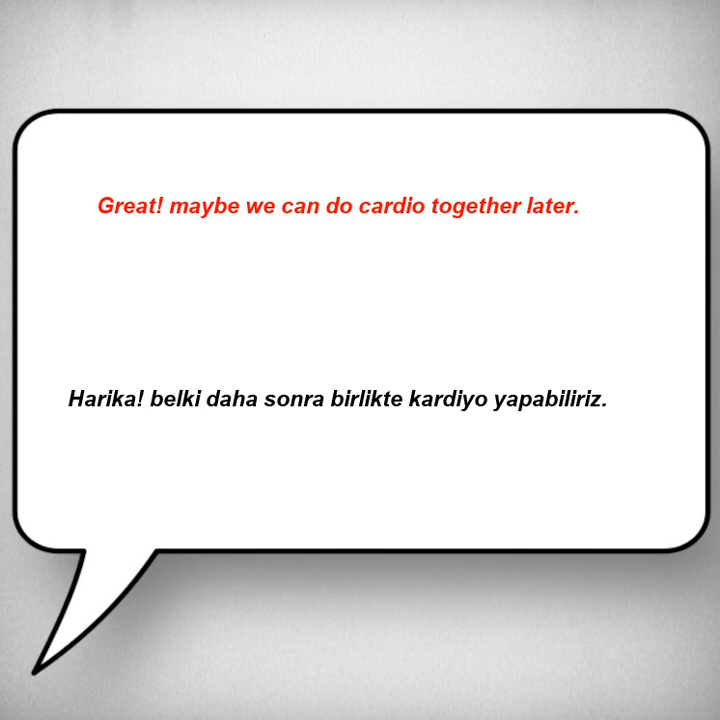 Great! maybe we can do cardio together later.
Harika! belki daha sonra birlikte kardiyo yapabiliriz.